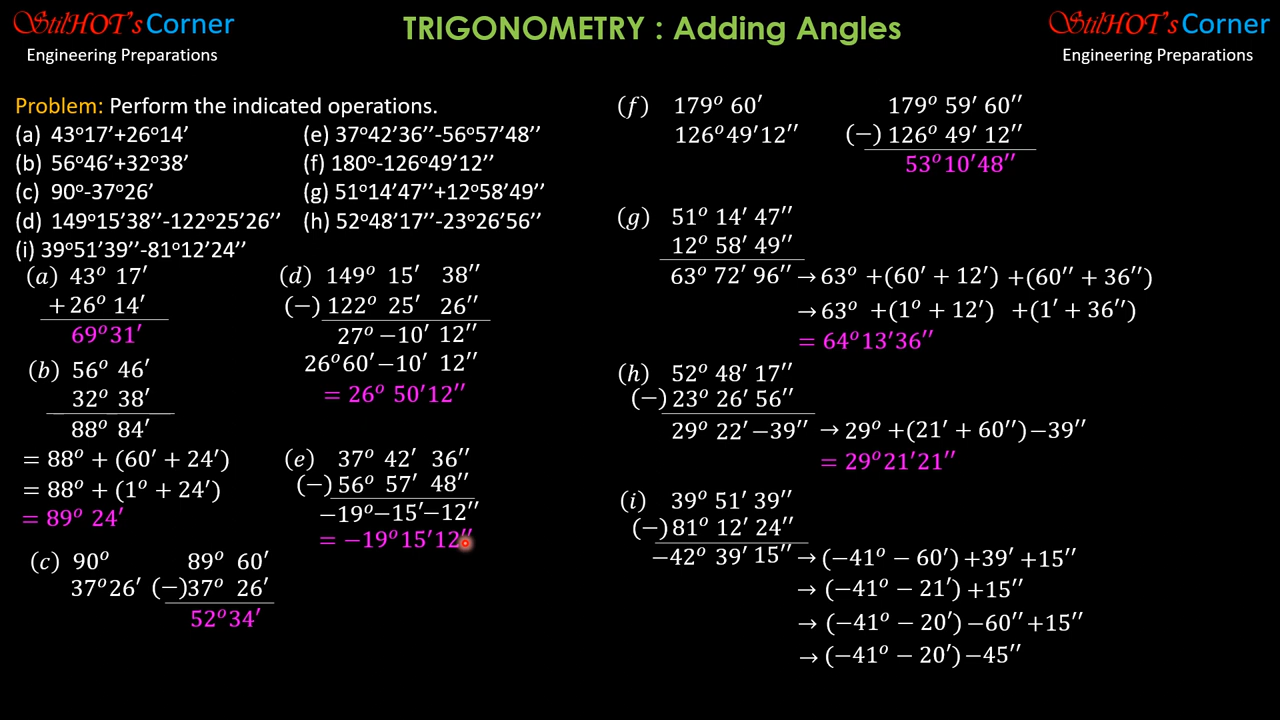 StilHOT's Corner
Engineering Preparations
TRIGONOMETRY : Adding Angles
StilHOT's Corner
Engineering Preparations
Problem: Perform the indicated operations.
(a) 43°17'+26°14'
(b) 56°46'+32°38'
(c) 90°-37°26'
(d) 149°15'38''-122°25'26''
(i) 39°51'39''-81°12'24''
(e) 37°42'36''-56°57'48''
(f) 180°-126°49'12''
(g) 51°14'47''+12°58'49''
(h) 52°48'17''-23°26'56''
(a) 43° 17'
+26° 14'
69°31'
(b) 56° 46'
32° 38'
88° 84'
= 88° + (60' + 24')
= 88° + (1° + 24')
= 89° 24'
(c) 90° 89° 60'
37°26' (−)37° 26'
52°34'
(d) 149° 15' 38''
(−) 122° 25' 26''
27° −10' 12''
26°60' −10' 12''
= 26° 50'12''
(e) 37° 42' 36''
(−) 56° 57' 48''
−19°−15'−12''
= −19°15'12''
(f) 179° 60' 179° 59' 60''
126°49'12'' (−) 126° 49' 12''
53°10'48''
(g) 51° 14' 47''
12° 58' 49''
63° 72' 96'' → 63° +(60' + 12') +(60'' + 36'')
→ 63° +(1° + 12') +(1' + 36'')
= 64°13'36''
(h) 52° 48' 17''
(−) 23° 26' 56''
29° 22' −39'' → 29° +(21' + 60'') −39''
= 29°21'21''
(i) 39° 51' 39''
(−) 81° 12' 24''
−42° 39' 15'' → (−41° − 60') +39' +15''
→ (−41° − 21') +15''
→ (−41° − 20') −60'' +15''
→ (−41° − 20') −45''